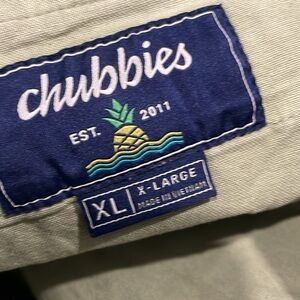 chubbies
EST. 2011
XL X-LARGE
MADE IN VIETNAM